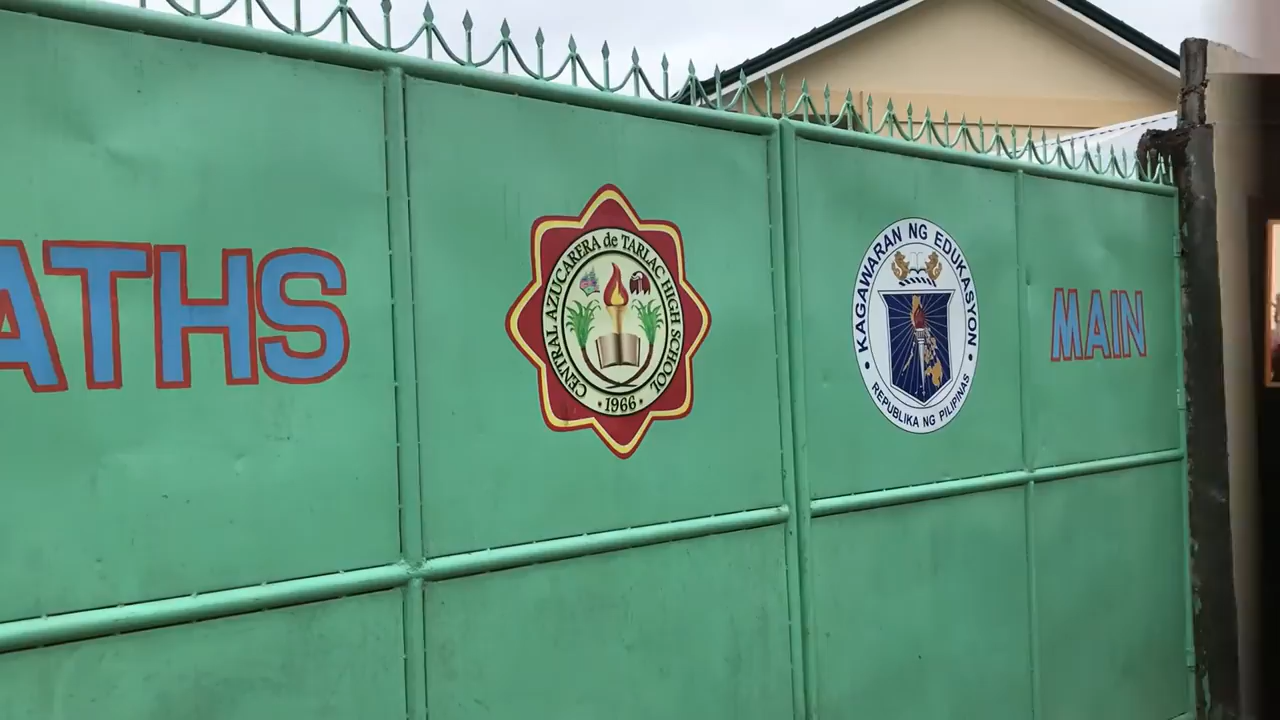 ATHS
CENTRAL AZUCARERA de TARLAC HIGH SCHOOL
• 1966 •
• KAGAWARAN NG EDUKASYON •
REPUBLIKA NG PILIPINAS
MAIN